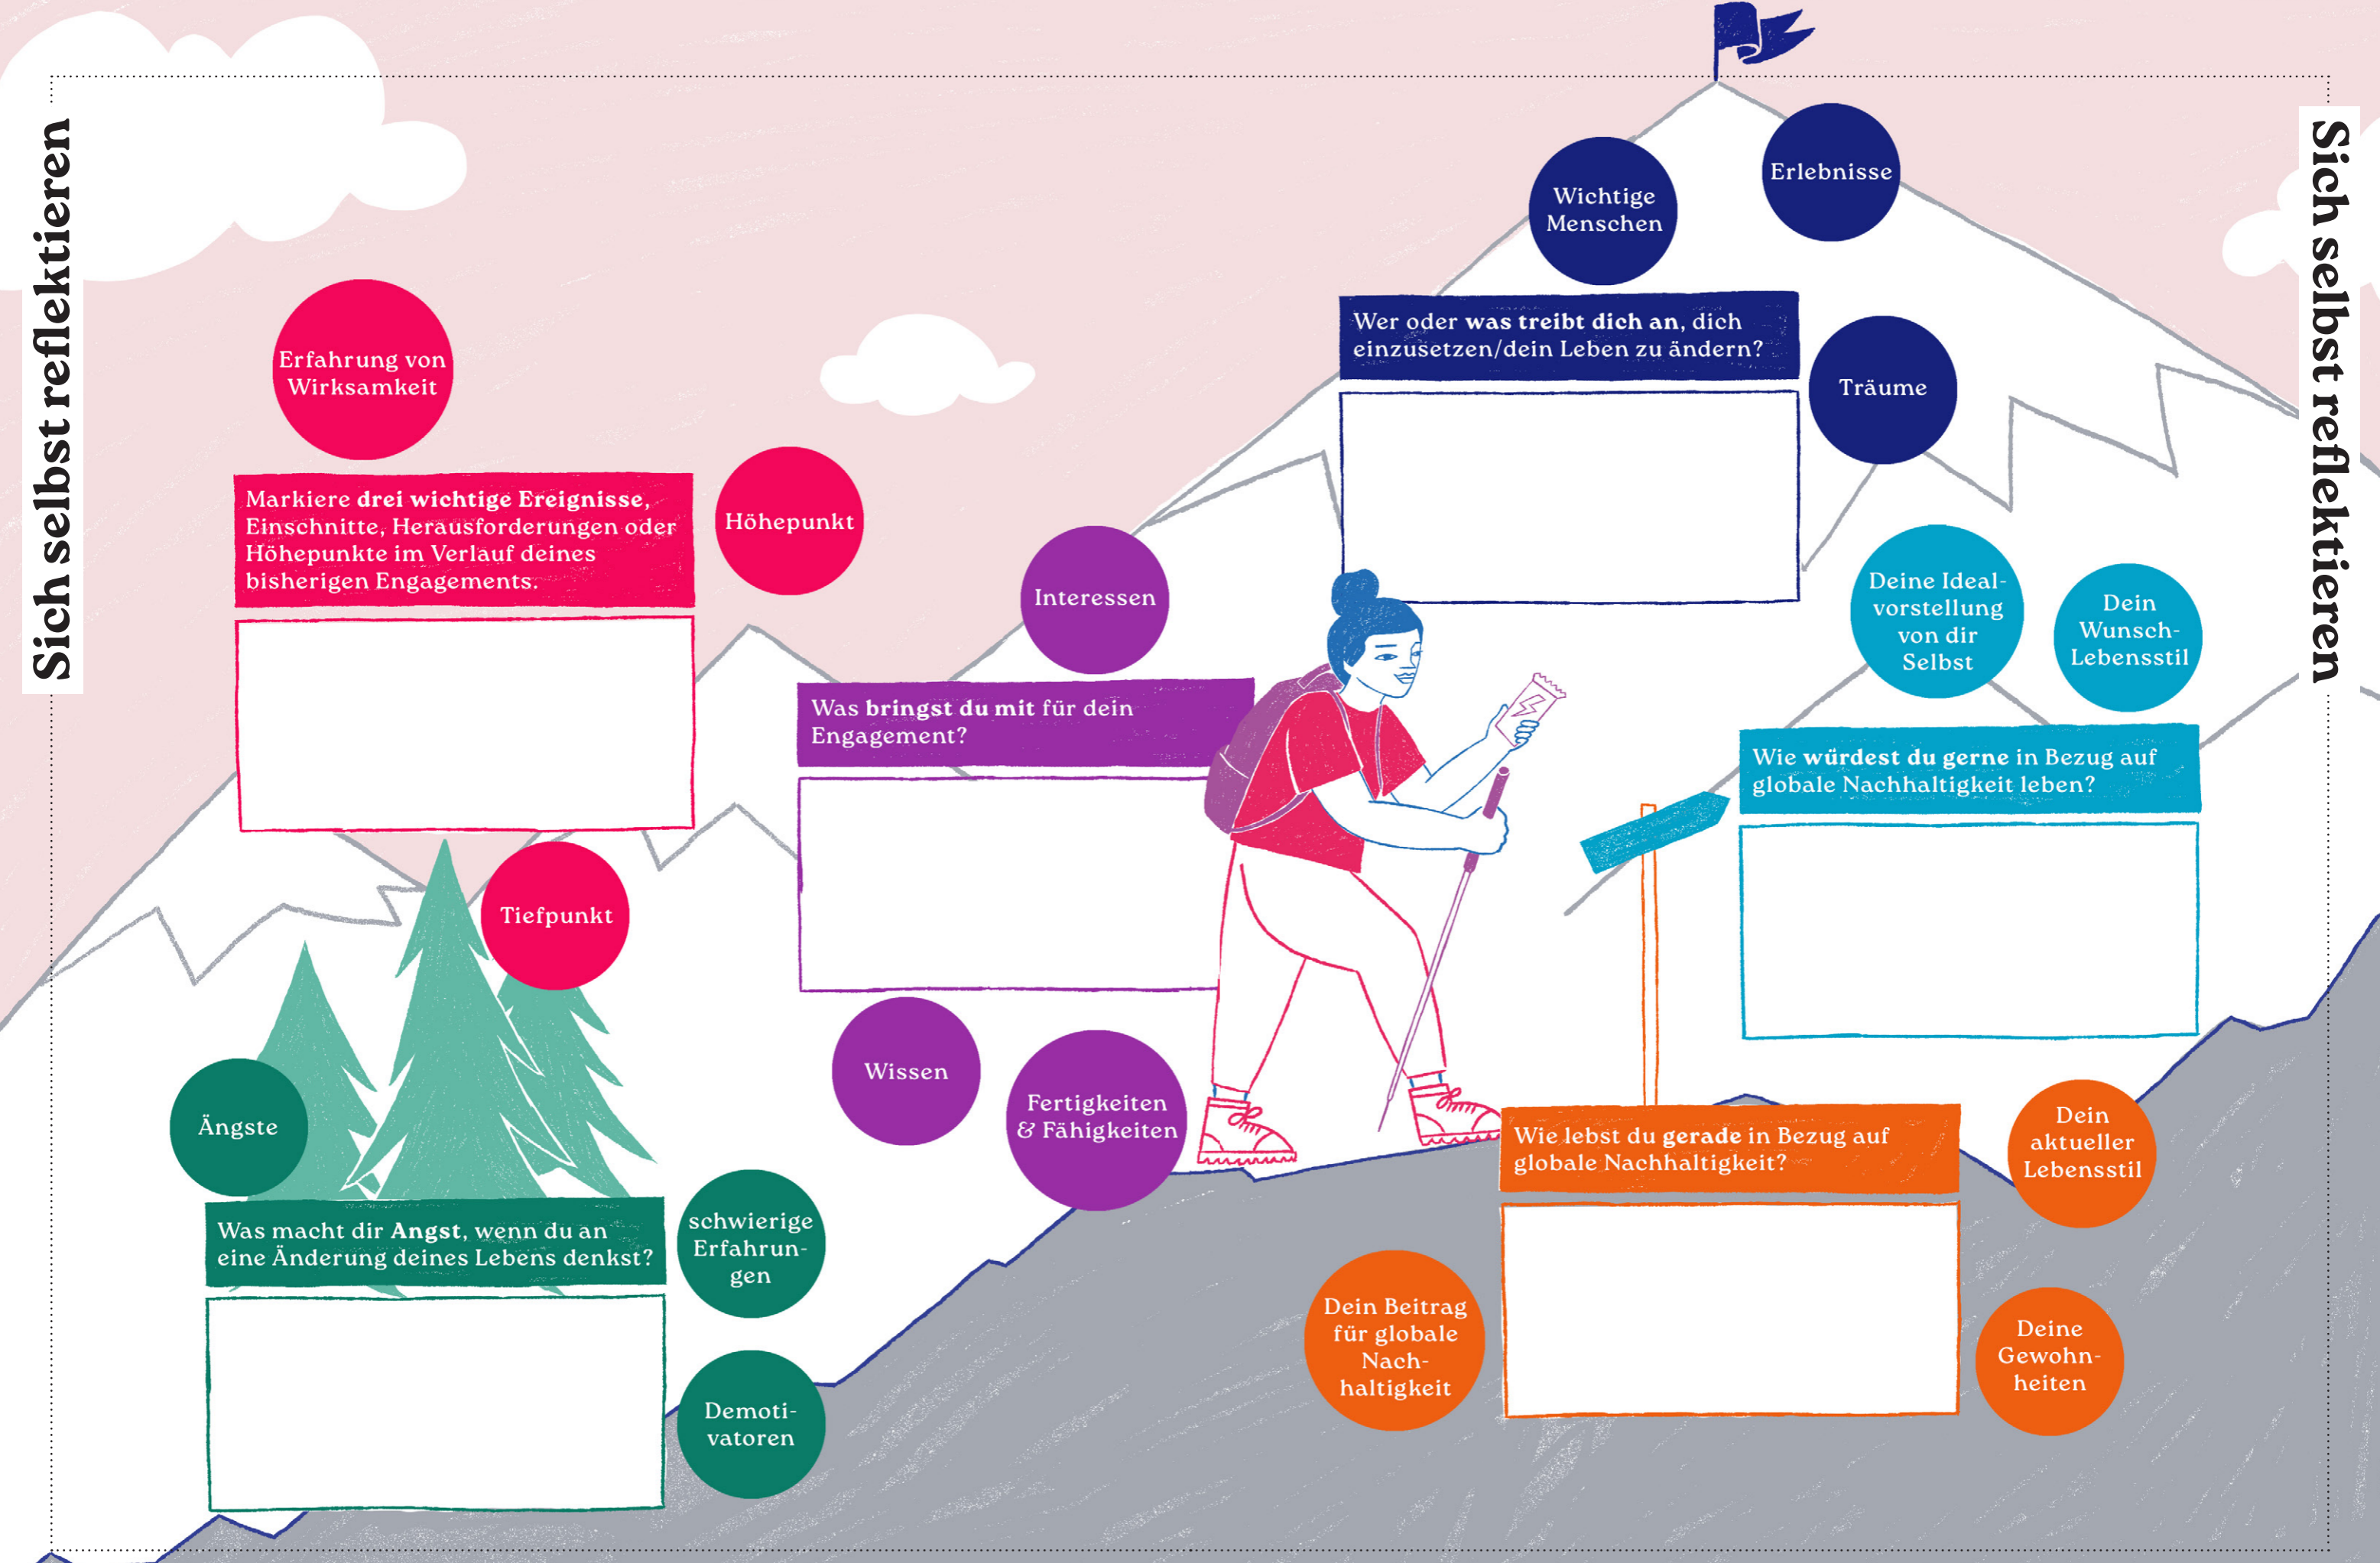 Sich selbst reflektieren
Erfahrung von
Wirksamkeit
Markiere drei wichtige Ereignisse,
Einschnitte, Herausforderungen oder
Höhepunkte im Verlauf deines
bisherigen Engagements.
Höhepunkt
Tiefpunkt
Ängste
Was macht dir Angst, wenn du an
eine Änderung deines Lebens denkst?
schwierige
Erfahrun-
gen
Demoti-
vatoren
Interessen
Was bringst du mit für dein
Engagement?
Wissen
Fertigkeiten
& Fähigkeiten
Wichtige
Menschen
Erlebnisse
Wer oder was treibt dich an, dich
einzusetzen/dein Leben zu ändern?
Träume
Deine Ideal-
vorstellung
von dir
Selbst
Dein
Wunsch-
Lebensstil
Wie würdest du gerne in Bezug auf
globale Nachhaltigkeit leben?
Wie lebst du gerade in Bezug auf
globale Nachhaltigkeit?
Dein
aktueller
Lebensstil
Dein Beitrag
für globale
Nach-
haltigkeit
Deine
Gewohn-
heiten
Sich selbst reflektieren